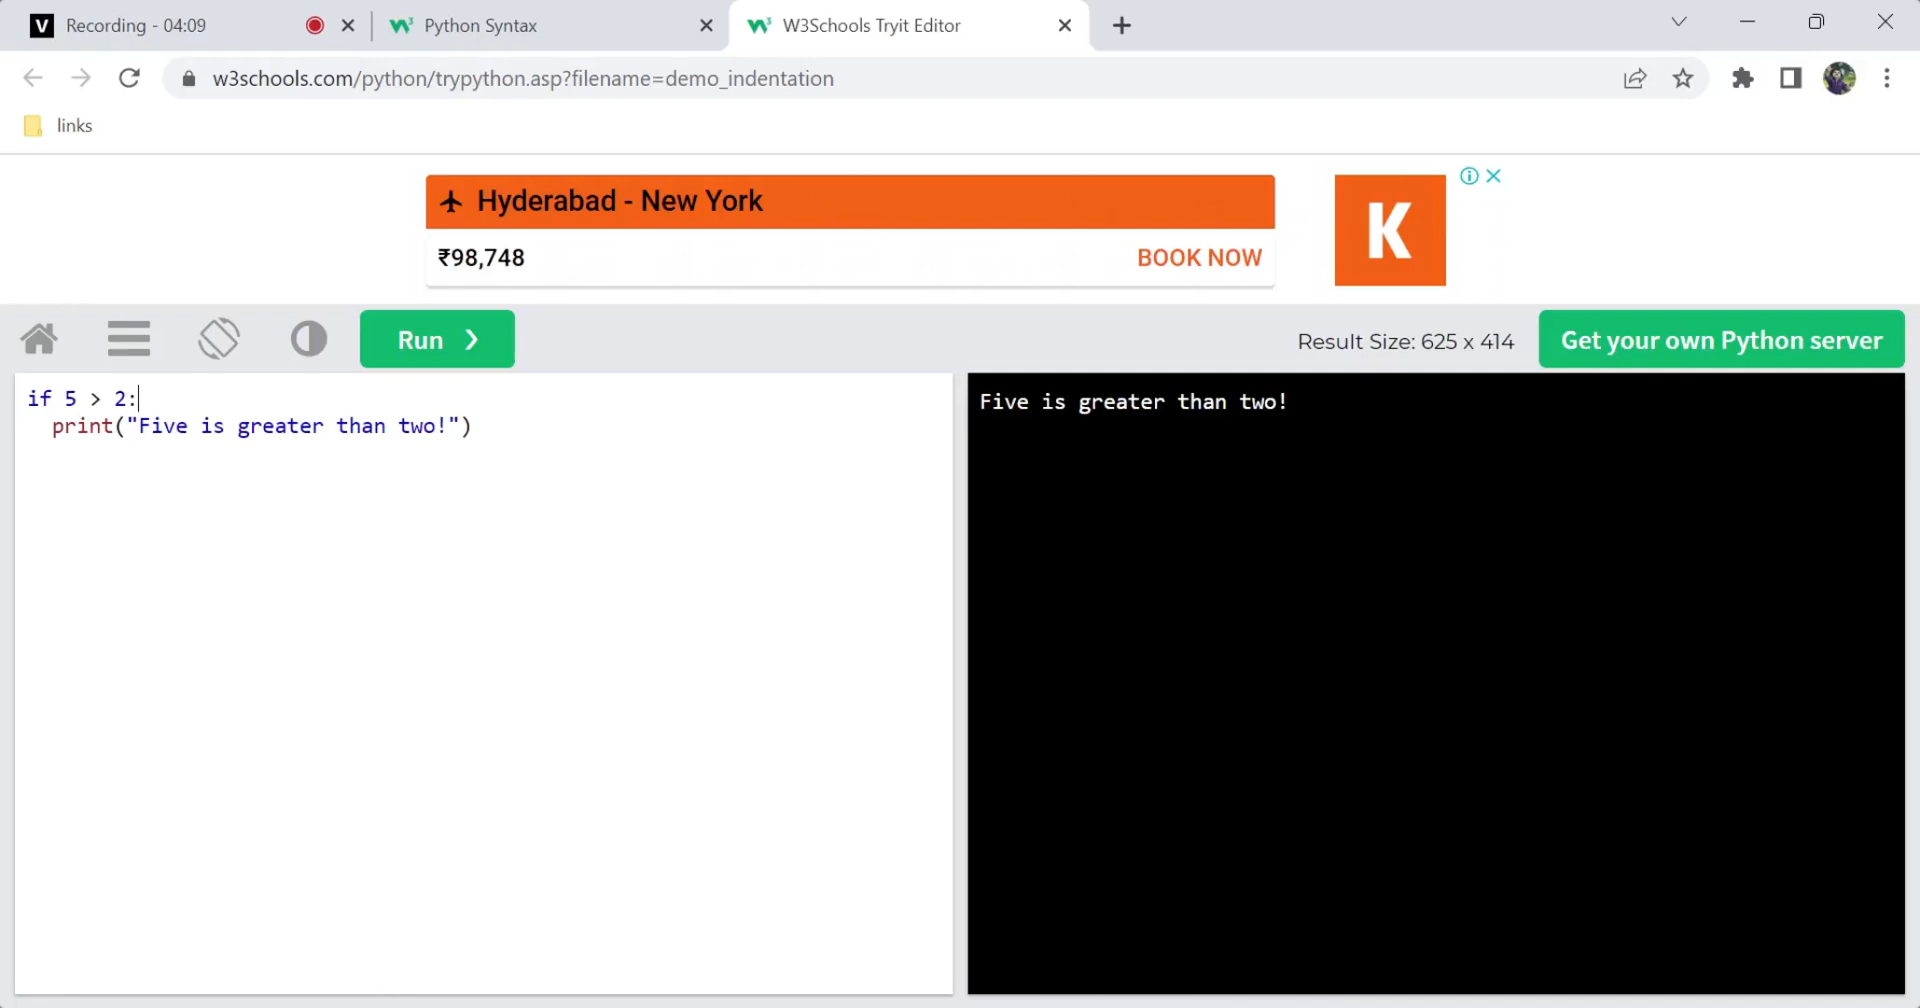 V Recording - 04:09
Python Syntax
W3Schools Tryit Editor
w3schools.com/python/trypython.asp?filename=demo_indentation
links
Hyderabad - New York
₹98,748
BOOK NOW
K
Run ❯
Result Size: 625 x 414
Get your own Python server
if 5 > 2:
  print("Five is greater than two!")
Five is greater than two!